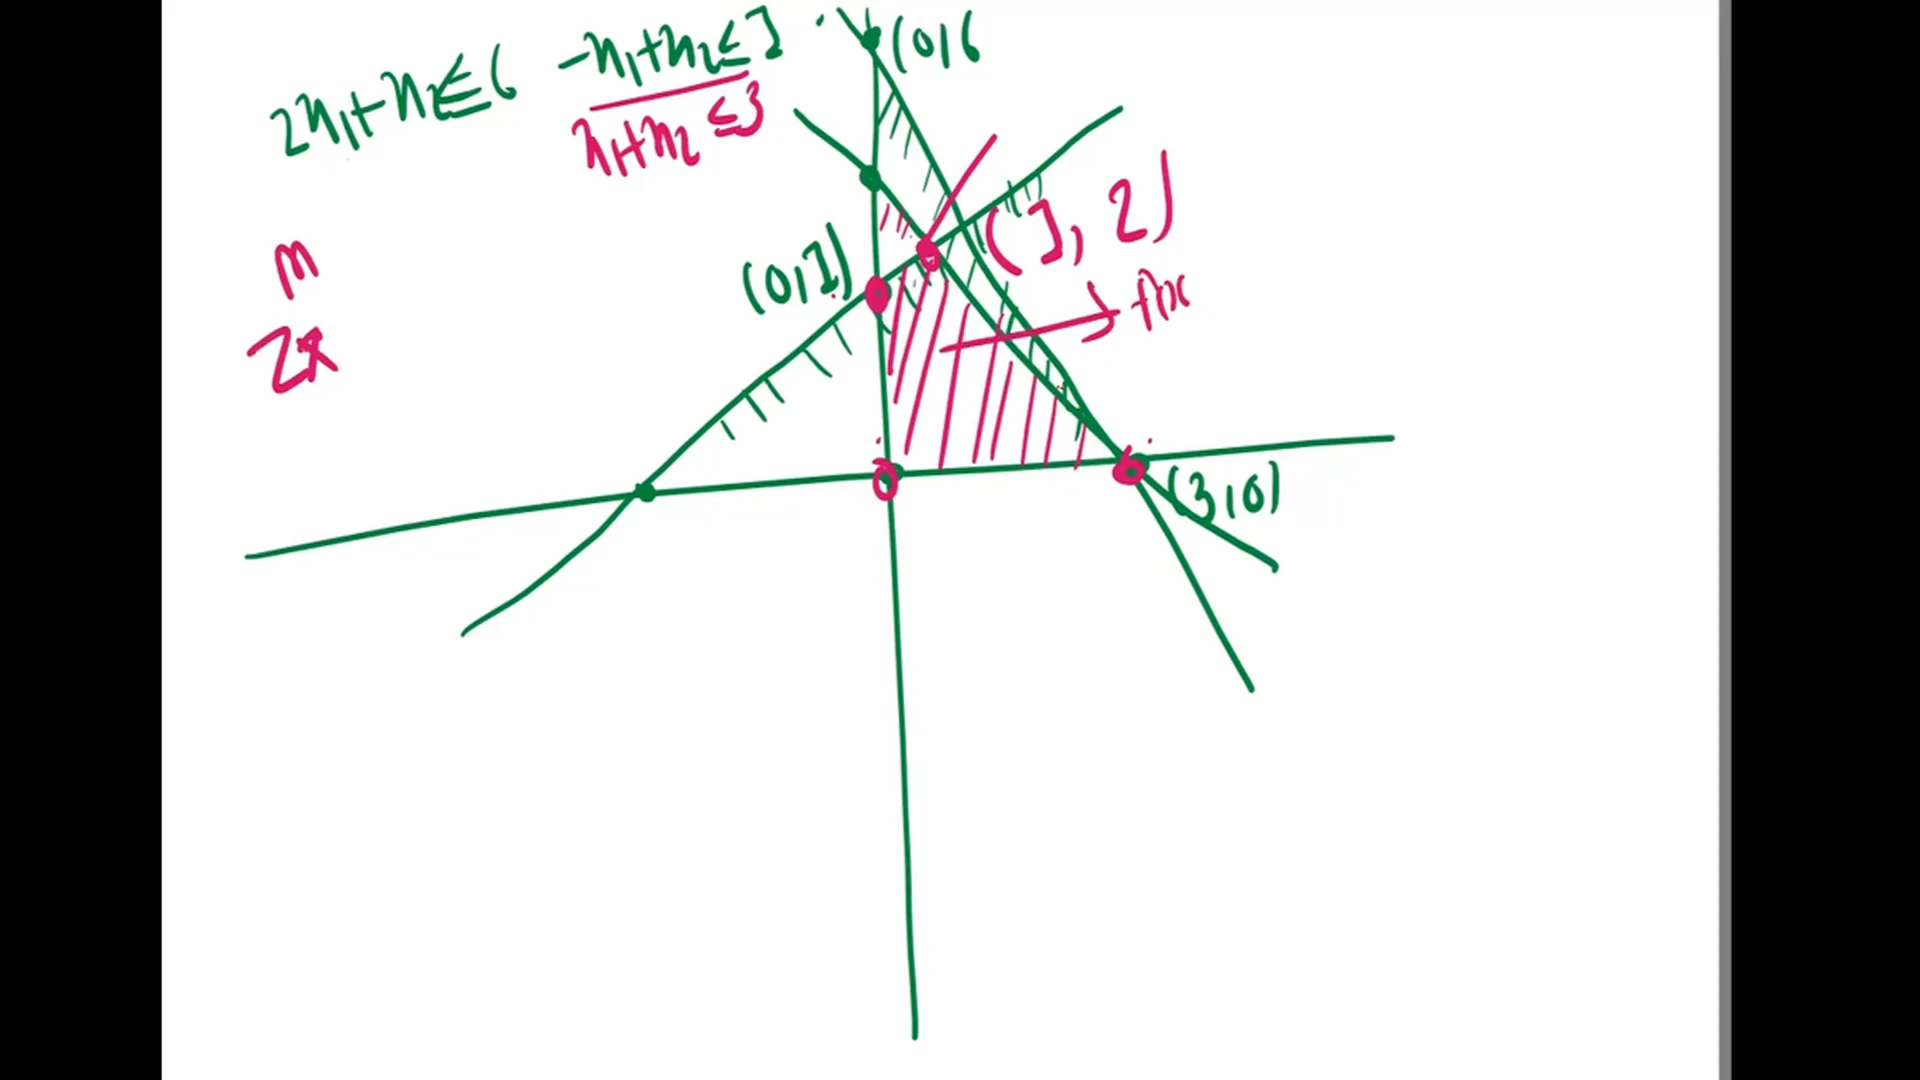 2x1+x2≤6
-x1+x2≤1
x1+x2≤3
(0,6
(0,1)
(1,2)
(3,0)